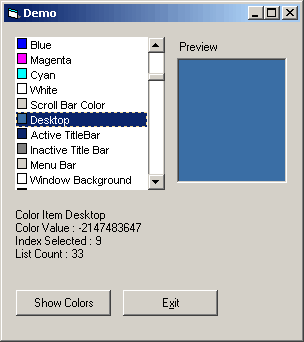 Demo
Blue
Magenta
Cyan
White
Scroll Bar Color
Desktop
Active TitleBar
Inactive Title Bar
Menu Bar
Window Background
Preview
Color Item Desktop
Color Value : -2147483647
Index Selected : 9
List Count : 33
Show Colors
Exit